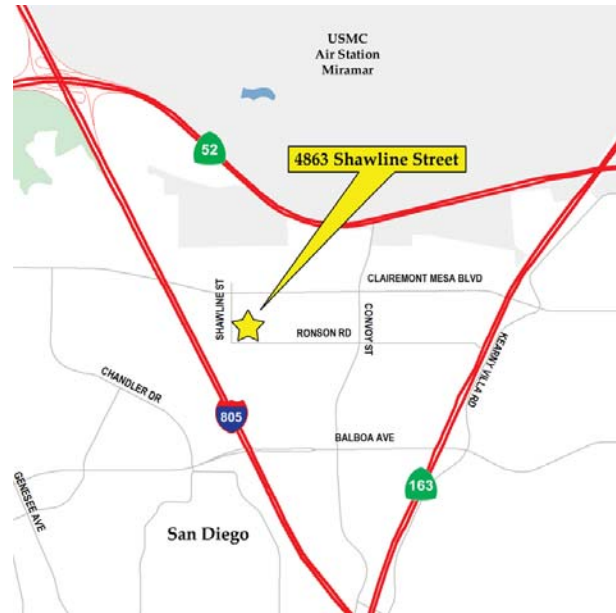 USMC
Air Station
Miramar
52
4863 Shawline Street
CLAIREMONT MESA BLVD
SHAWLINE ST
CONVOY ST
RONSON RD
KEARNY VILLA RD
CHANDLER DR
805
BALBOA AVE
163
GENESEE AVE
San Diego